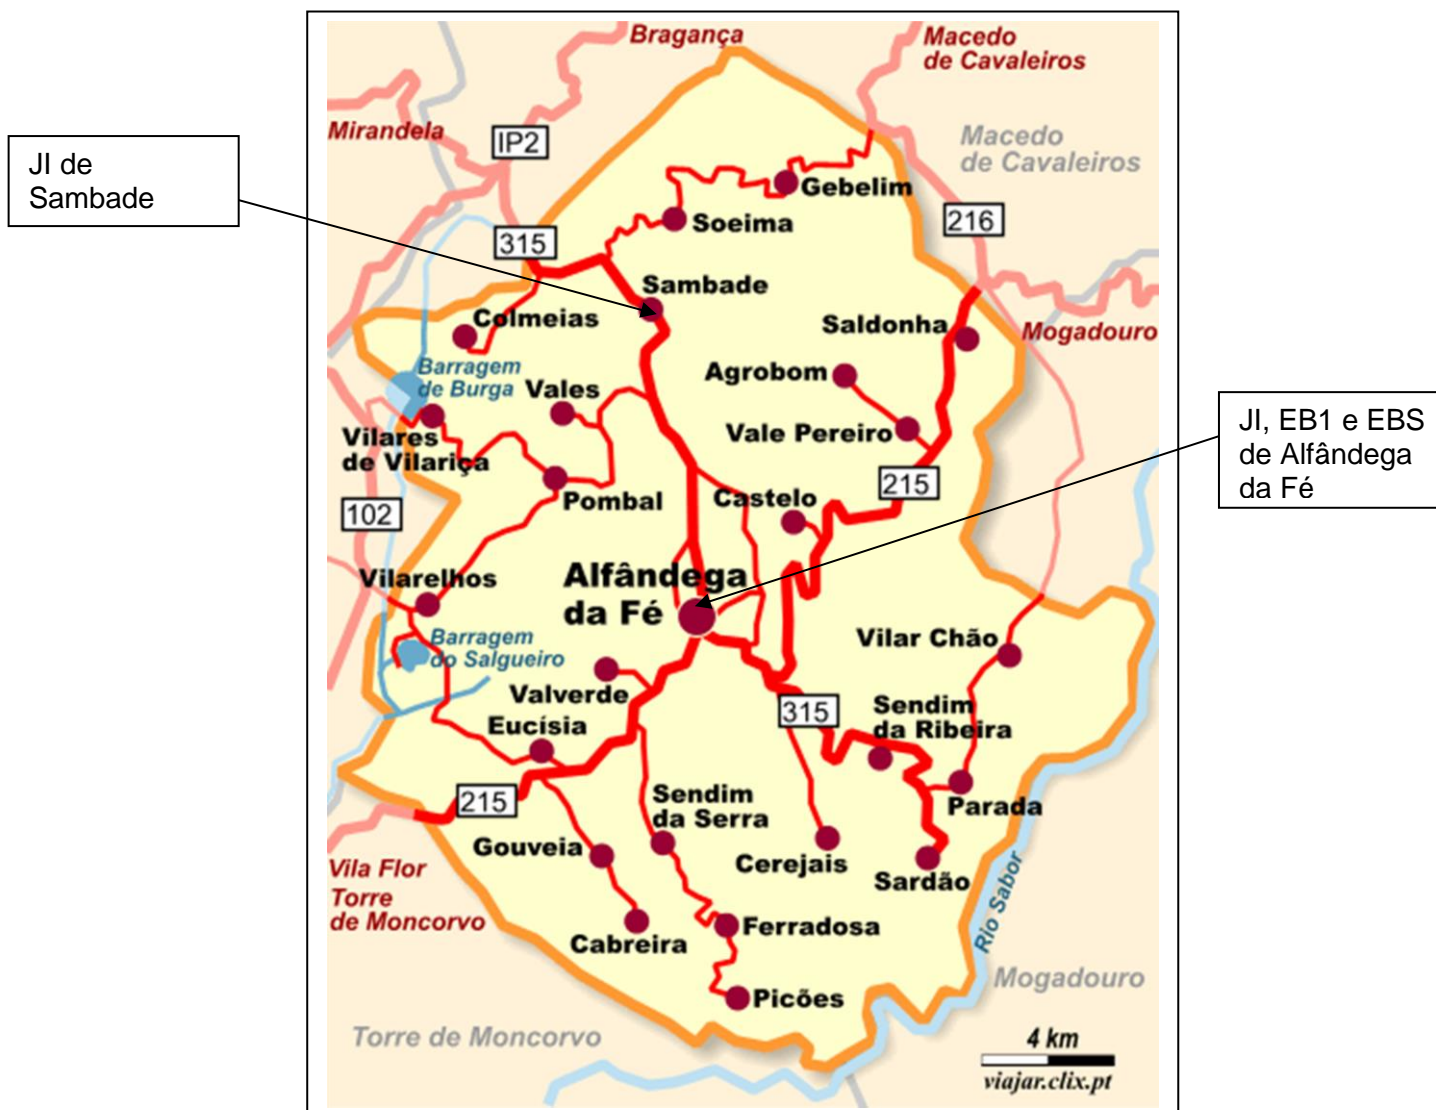 Bragança
Macedo
de Cavaleiros
Mirandela
IP2
Macedo
de Cavaleiros
JI de
Sambade
Gebelim
Soeima
216
315
Sambade
Colmeias
Saldonha
Mogadouro
Barragem
de Burga
Agrobom
Vales
Vilares
de Vilariça
Vale Pereiro
JI, EB1 e EBS
de Alfândega
da Fé
Pombal
Castelo
215
102
Alfândega
da Fé
Vilarelhos
Barragem
do Salgueiro
Vilar Chão
Valverde
Eucísia
315
Sendim
da Ribeira
215
Sendim
da Serra
Parada
Gouveia
Cerejais
Sardão
Vila Flor
Torre
de Moncorvo
Cabreira
Ferradosa
Rio Sabor
Picões
Mogadouro
Torre de Moncorvo
4 km
viajar.clix.pt